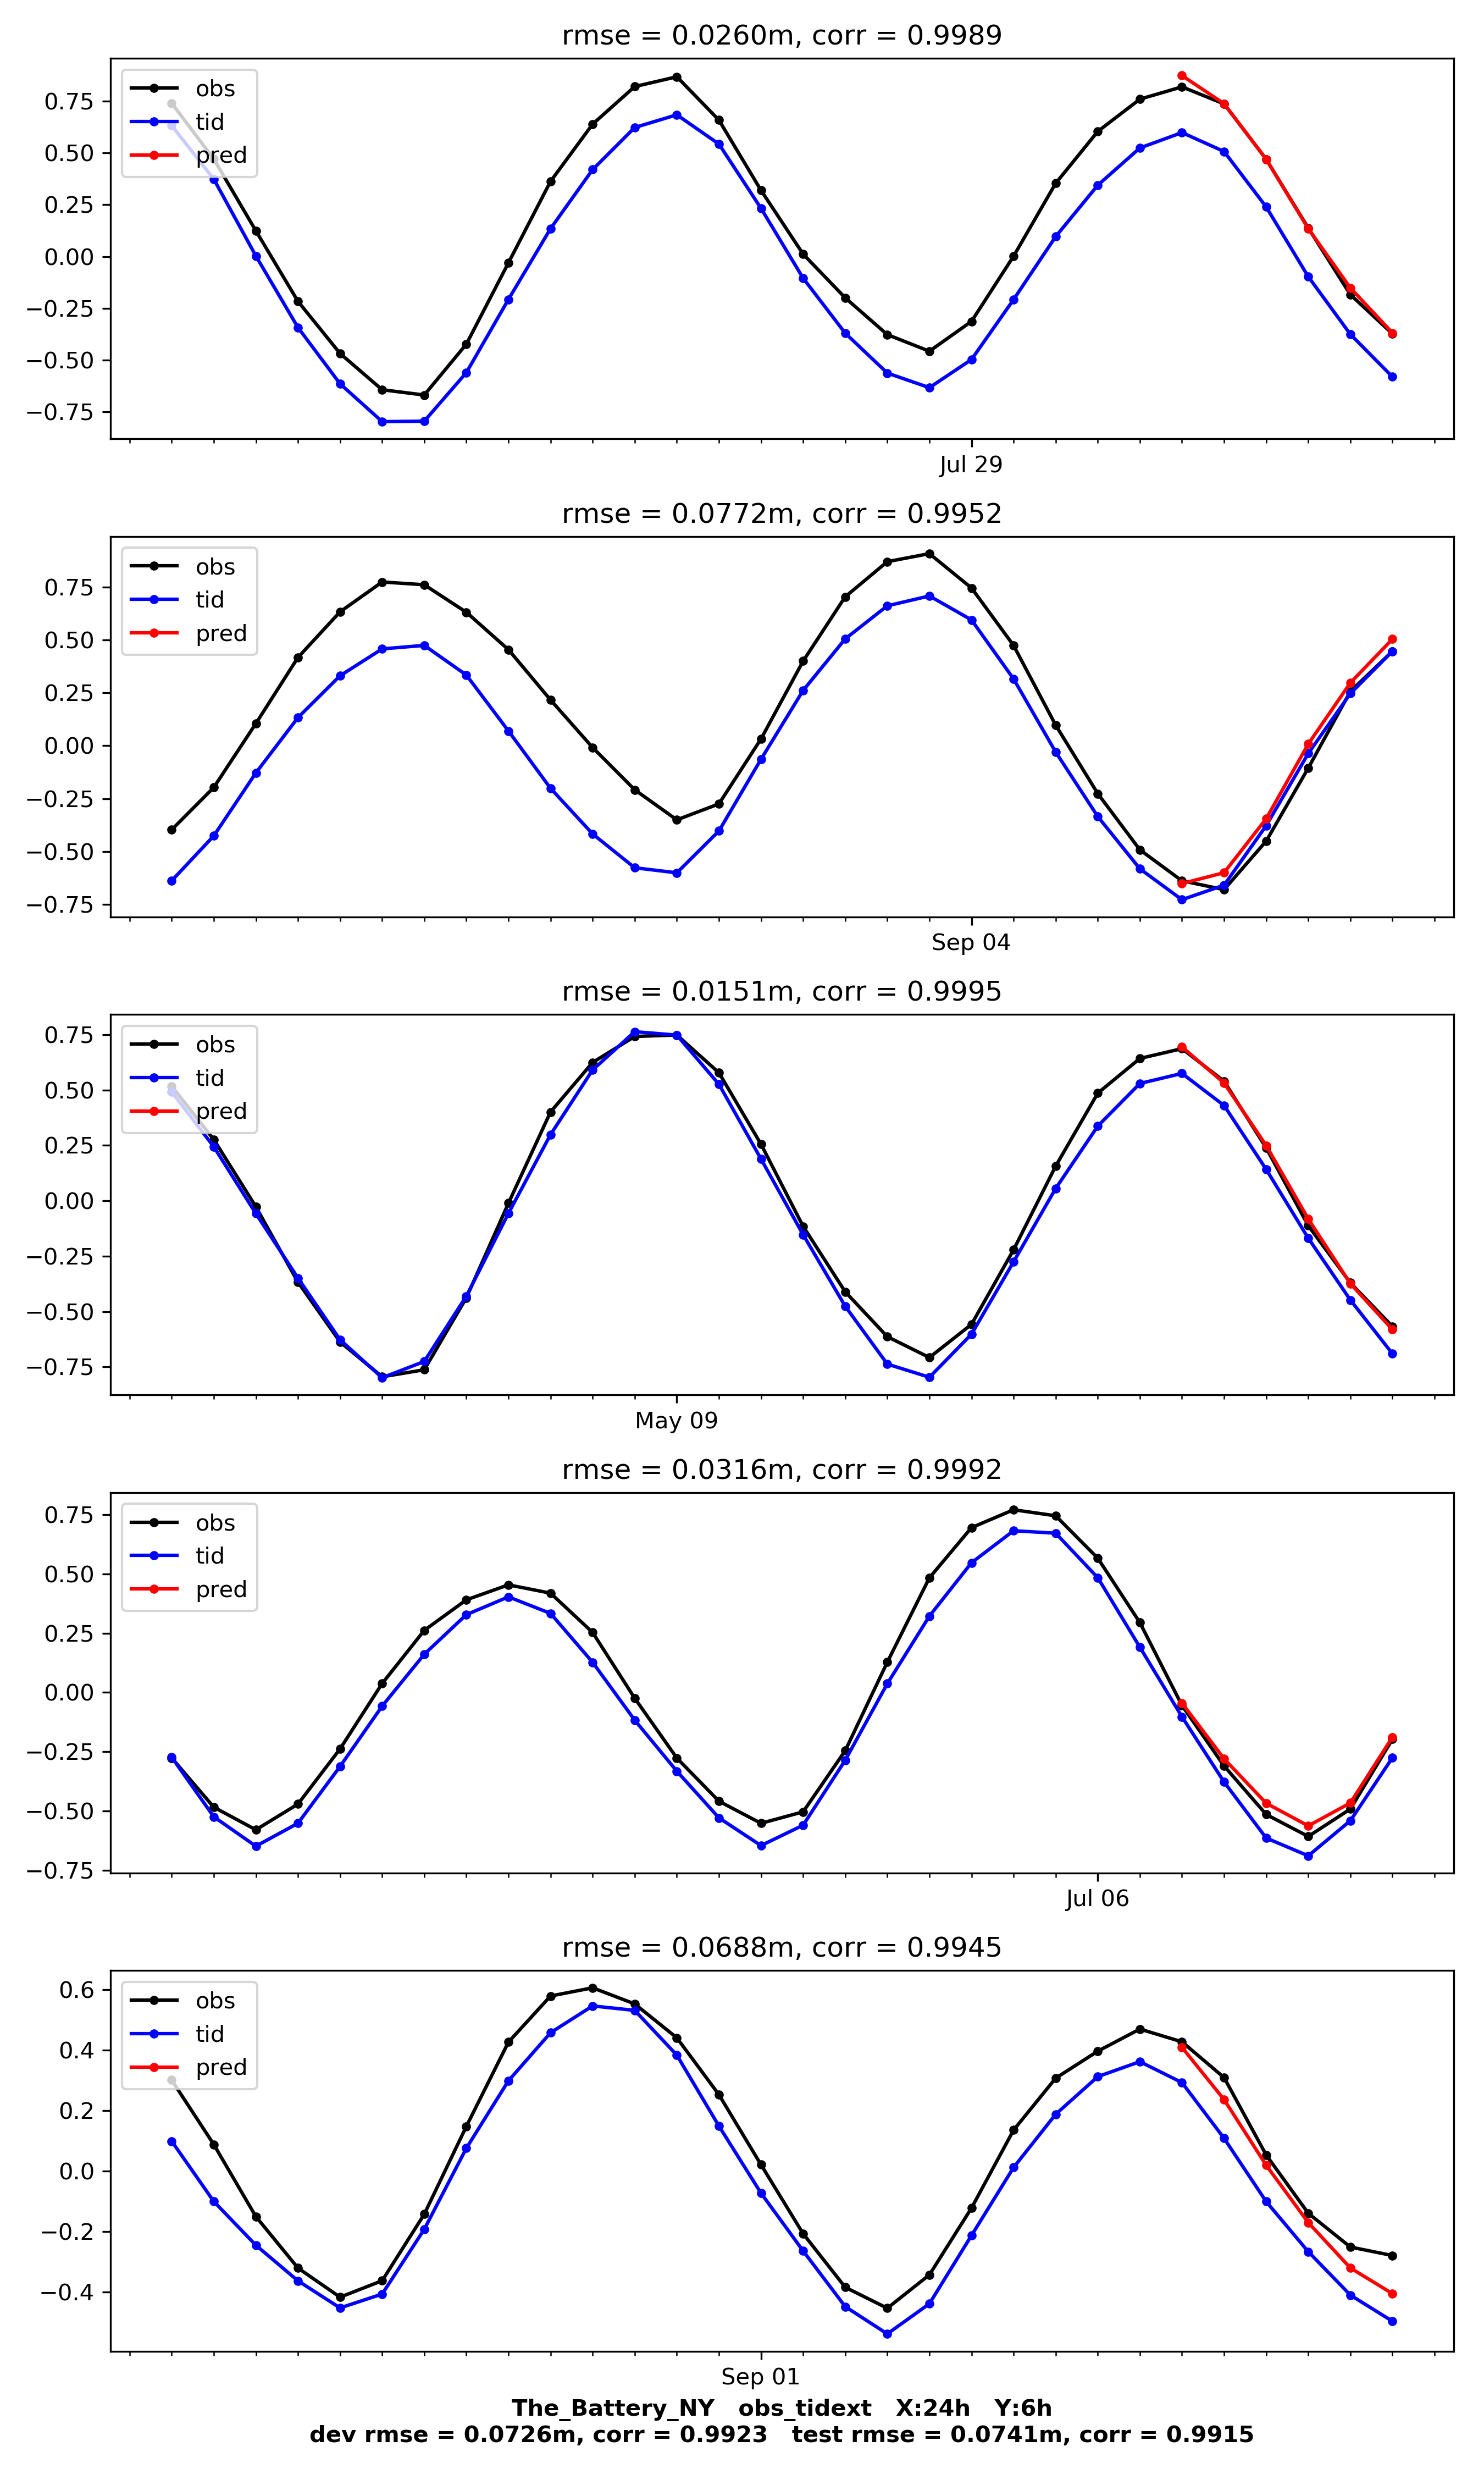 rmse = 0.0260m, corr = 0.9989
obs
tid
pred
0.75
0.50
0.25
0.00
−0.25
−0.50
−0.75
Jul 29
rmse = 0.0772m, corr = 0.9952
obs
tid
pred
0.75
0.50
0.25
0.00
−0.25
−0.50
−0.75
Sep 04
rmse = 0.0151m, corr = 0.9995
obs
tid
pred
0.75
0.50
0.25
0.00
−0.25
−0.50
−0.75
May 09
rmse = 0.0316m, corr = 0.9992
obs
tid
pred
0.75
0.50
0.25
0.00
−0.25
−0.50
−0.75
Jul 06
rmse = 0.0688m, corr = 0.9945
obs
tid
pred
0.6
0.4
0.2
0.0
−0.2
−0.4
Sep 01
The_Battery_NY obs_tidext X:24h Y:6h
dev rmse = 0.0726m, corr = 0.9923 test rmse = 0.0741m, corr = 0.9915